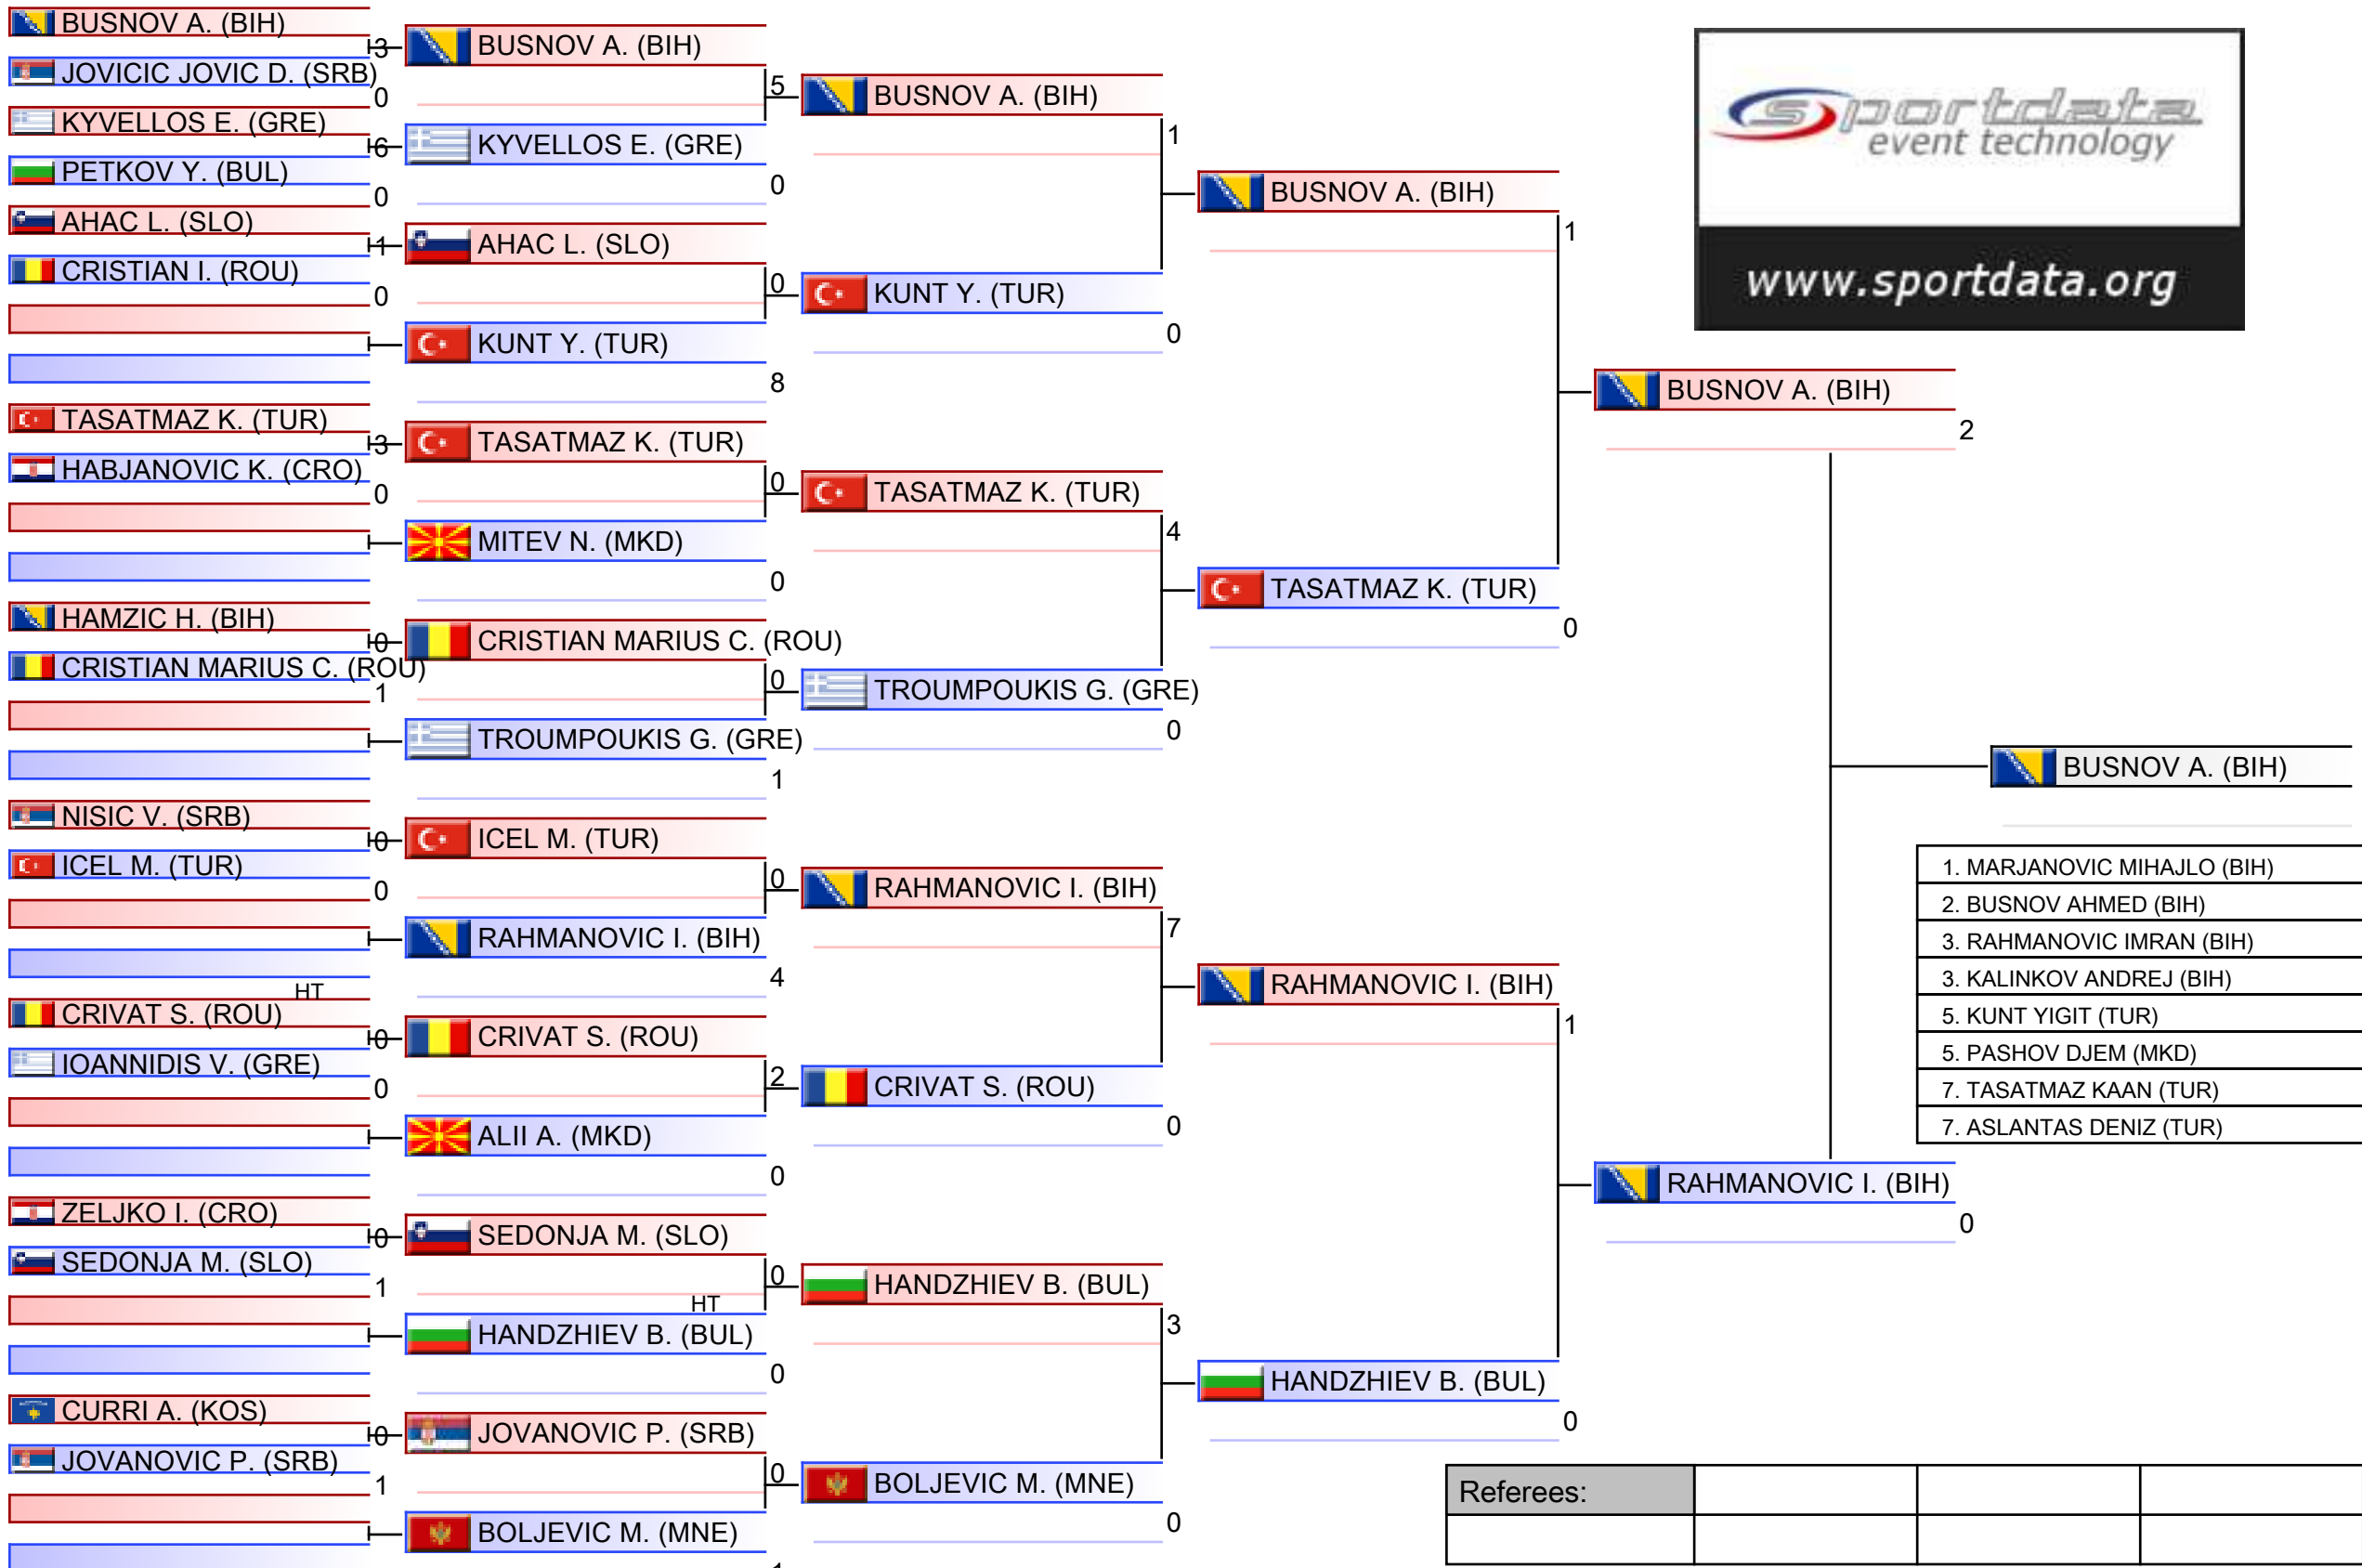 BUSNOV A. (BIH)
3
JOVICIC JOVIC D. (SRB)
0
KYVELLOS E. (GRE)
6
PETKOV Y. (BUL)
0
AHAC L. (SLO)
1
CRISTIAN I. (ROU)
0
TASATMAZ K. (TUR)
3
HABJANOVIC K. (CRO)
0
HAMZIC H. (BIH)
0
CRISTIAN MARIUS C. (ROU)
1
NISIC V. (SRB)
0
ICEL M. (TUR)
0
HT
CRIVAT S. (ROU)
0
IOANNIDIS V. (GRE)
0
ZELJKO I. (CRO)
0
SEDONJA M. (SLO)
1
CURRI A. (KOS)
0
JOVANOVIC P. (SRB)
1
BUSNOV A. (BIH)
5
KYVELLOS E. (GRE)
0
AHAC L. (SLO)
0
KUNT Y. (TUR)
8
TASATMAZ K. (TUR)
0
MITEV N. (MKD)
0
CRISTIAN MARIUS C. (ROU)
0
TROUMPOUKIS G. (GRE)
1
ICEL M. (TUR)
0
RAHMANOVIC I. (BIH)
4
CRIVAT S. (ROU)
2
ALII A. (MKD)
0
SEDONJA M. (SLO)
0
HT
HANDZHIEV B. (BUL)
0
JOVANOVIC P. (SRB)
0
BOLJEVIC M. (MNE)
BUSNOV A. (BIH)
1
KUNT Y. (TUR)
0
TASATMAZ K. (TUR)
4
TROUMPOUKIS G. (GRE)
0
RAHMANOVIC I. (BIH)
7
CRIVAT S. (ROU)
0
HANDZHIEV B. (BUL)
3
BOLJEVIC M. (MNE)
0
BUSNOV A. (BIH)
1
TASATMAZ K. (TUR)
0
RAHMANOVIC I. (BIH)
1
HANDZHIEV B. (BUL)
0
BUSNOV A. (BIH)
2
RAHMANOVIC I. (BIH)
0
BUSNOV A. (BIH)
sportdata
event technology
www.sportdata.org
1. MARJANOVIC MIHAJLO (BIH)
2. BUSNOV AHMED (BIH)
3. RAHMANOVIC IMRAN (BIH)
3. KALINKOV ANDREJ (BIH)
5. KUNT YIGIT (TUR)
5. PASHOV DJEM (MKD)
7. TASATMAZ KAAN (TUR)
7. ASLANTAS DENIZ (TUR)
Referees: